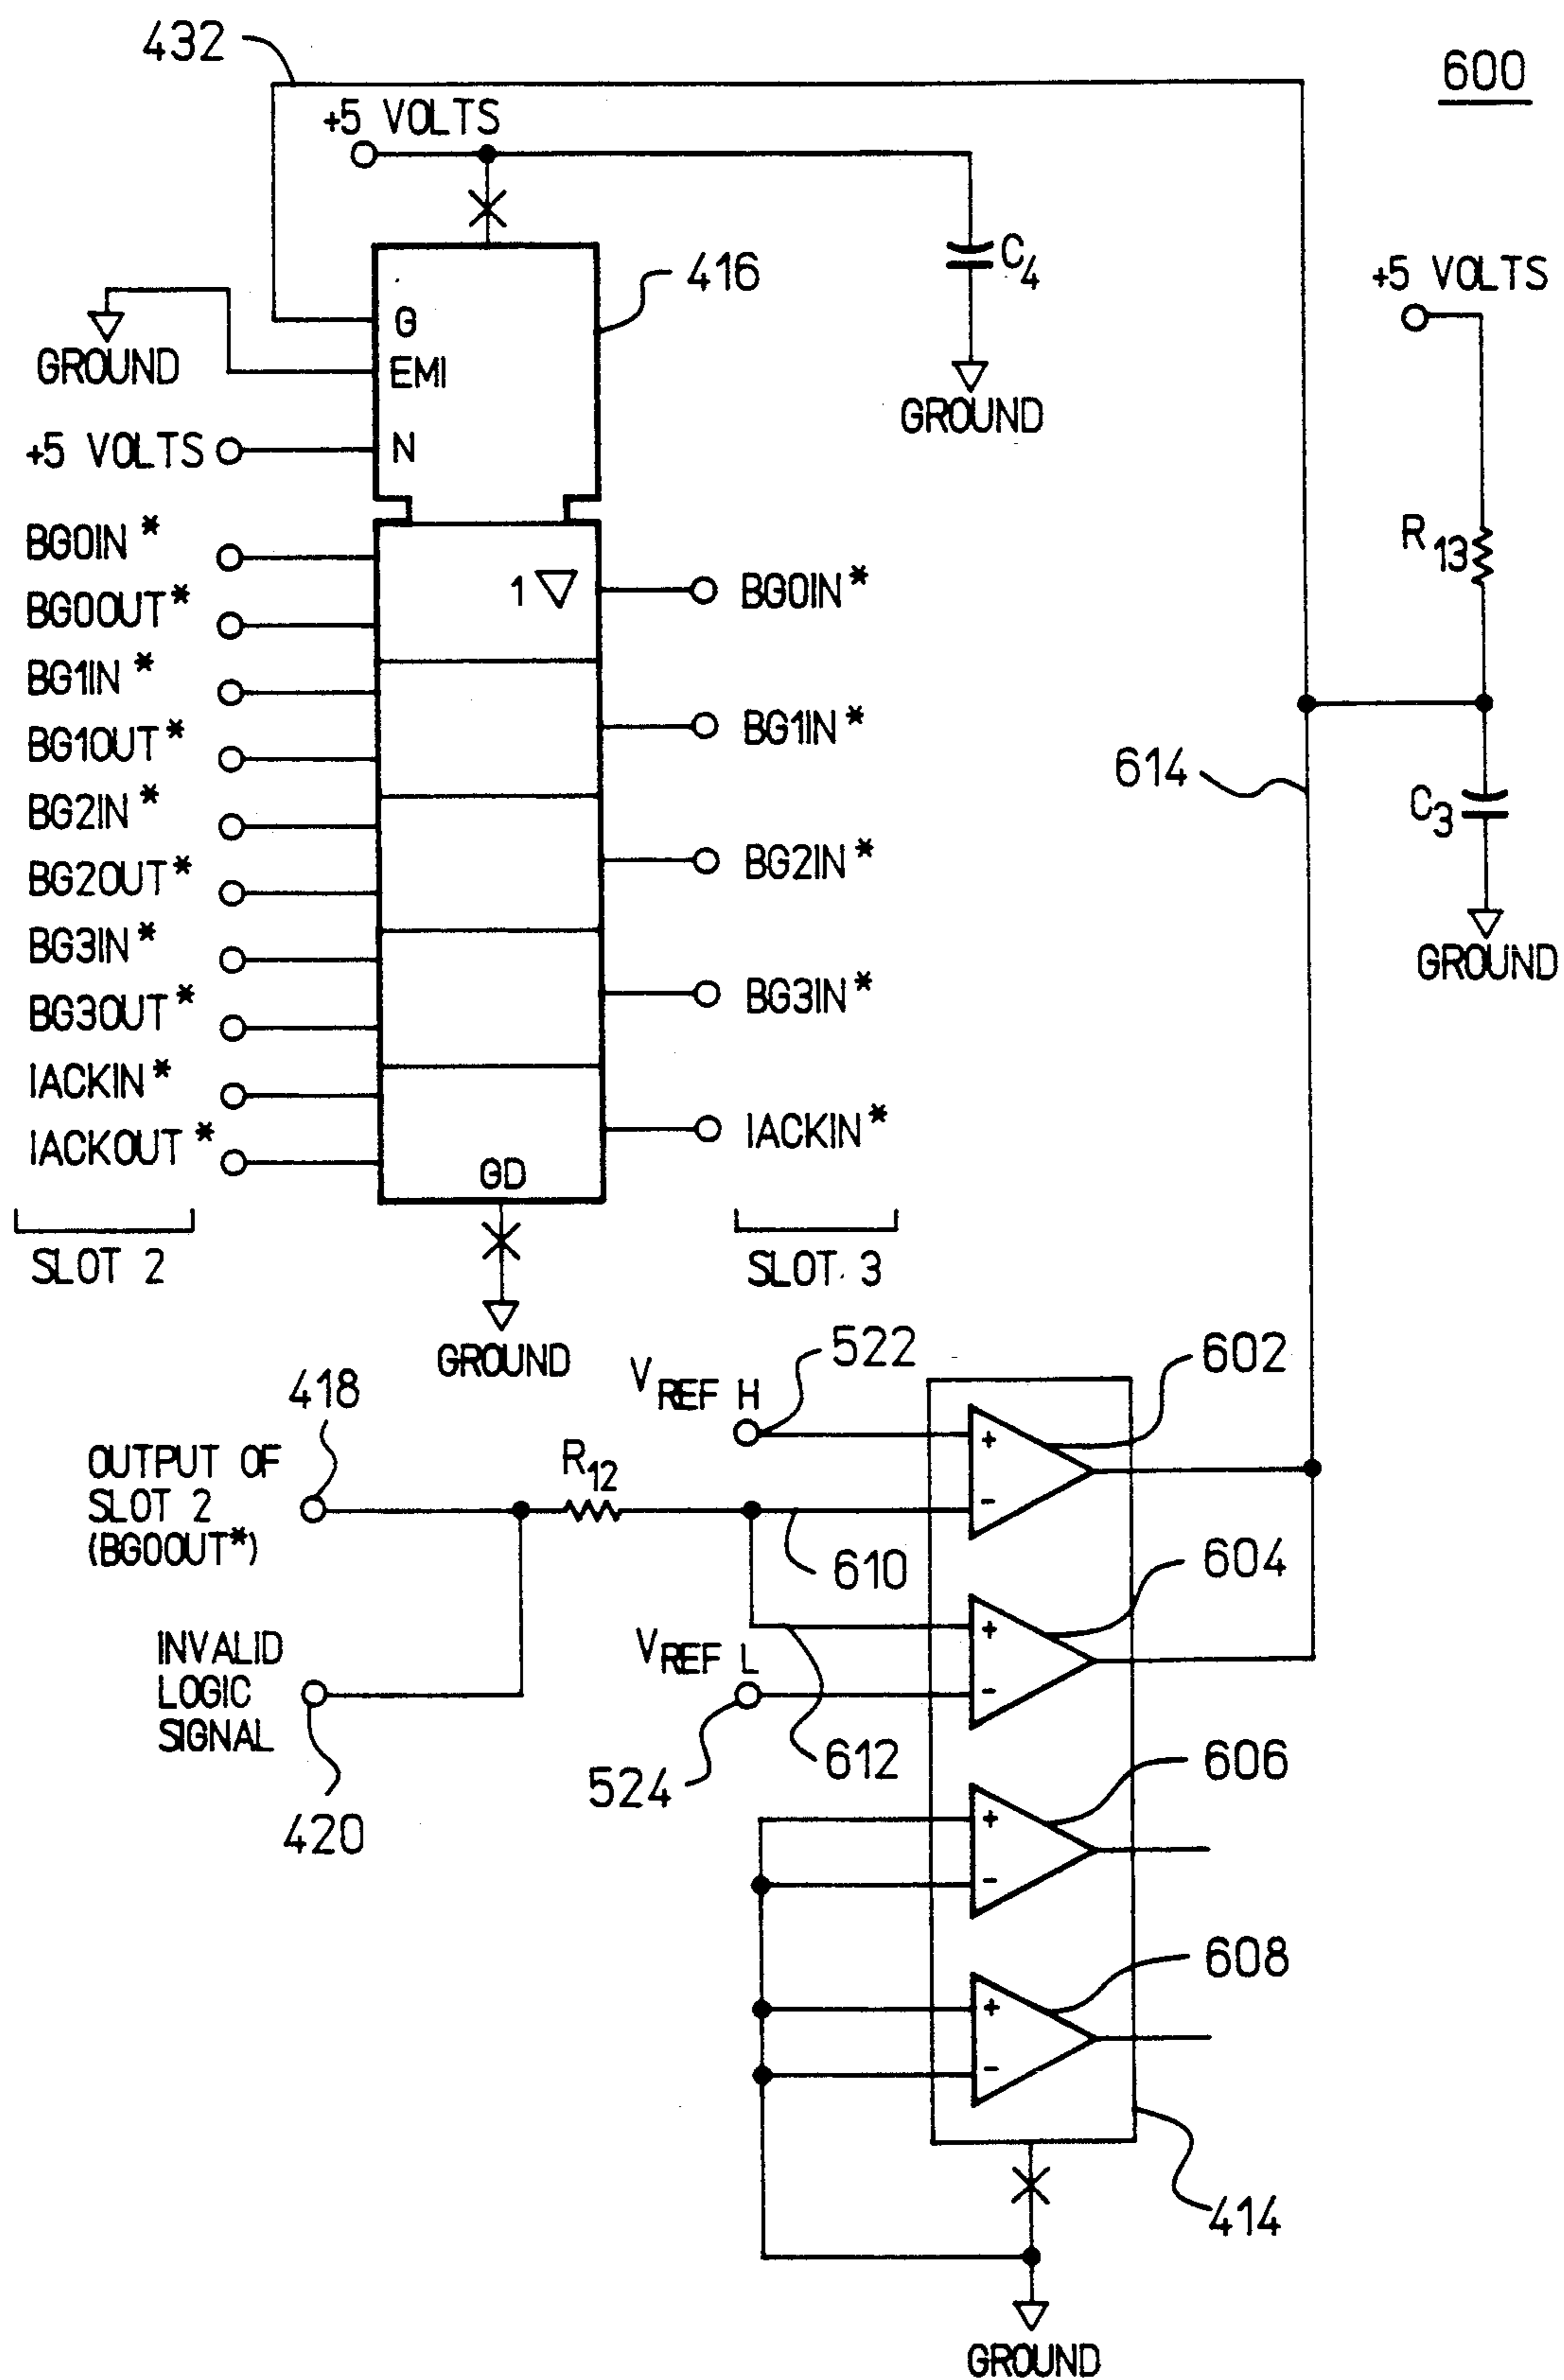 432
600
+5 VOLTS
416
C4
+5 VOLTS
G
GROUND
EMI
GROUND
+5 VOLTS
N
BG0IN*
R13
1
BG0IN*
BG0OUT*
BG1IN*
BG1IN*
BG1OUT*
614
BG2IN*
C3
BG2IN*
BG2OUT*
BG3IN*
GROUND
BG3IN*
BG3OUT*
IACKIN*
IACKIN*
IACKOUT*
GD
SLOT 2
SLOT 3
GROUND
522
602
VREF H
418
+
OUTPUT OF
SLOT 2
(BG0OUT*)
R12
-
610
604
INVALID
LOGIC
SIGNAL
VREF L
+
-
612
524
606
420
+
-
608
+
-
414
GROUND